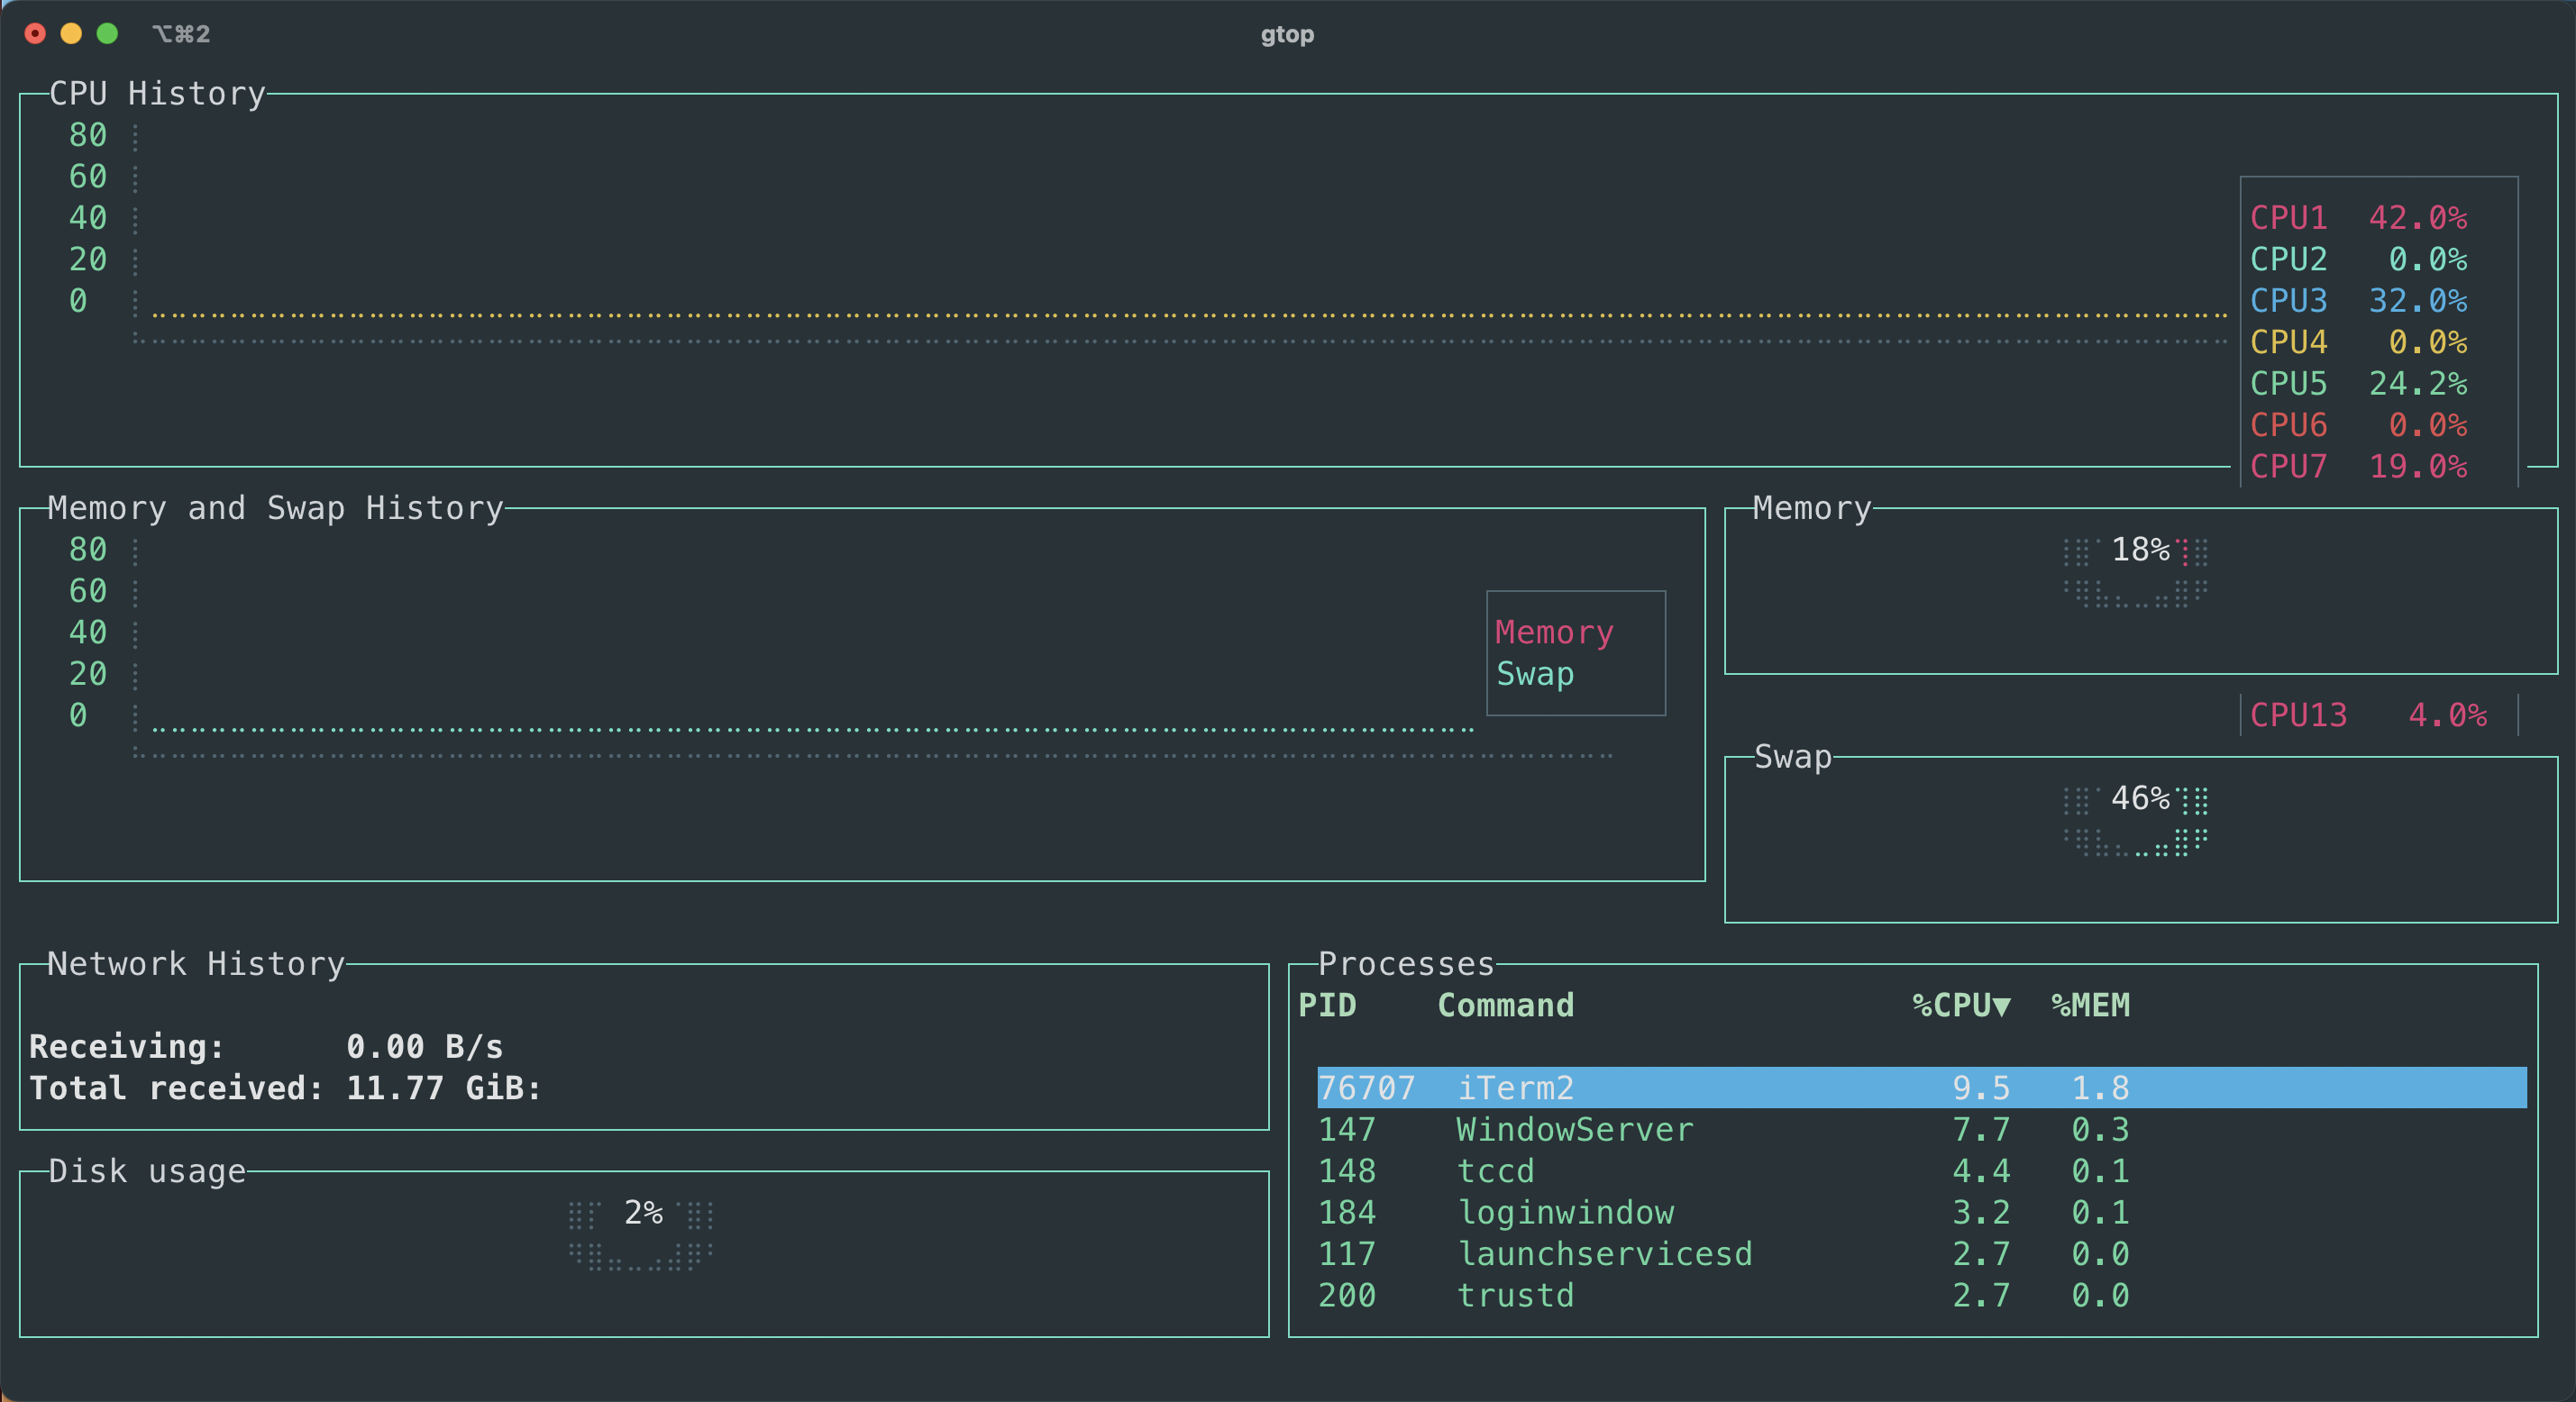 ⌥⌘2
gtop
CPU History
80
60
40
20
0
CPU1 42.0%
CPU2 0.0%
CPU3 32.0%
CPU4 0.0%
CPU5 24.2%
CPU6 0.0%
CPU7 19.0%
Memory and Swap History
80
60
40
20
0
Memory
Swap
Memory
18%
CPU13 4.0%
Swap
46%
Network History
Receiving: 0.00 B/s
Total received: 11.77 GiB:
Disk usage
2%
Processes
PID Command %CPU▼ %MEM
76707 iTerm2 9.5 1.8
147 WindowServer 7.7 0.3
148 tccd 4.4 0.1
184 loginwindow 3.2 0.1
117 launchservicesd 2.7 0.0
200 trustd 2.7 0.0